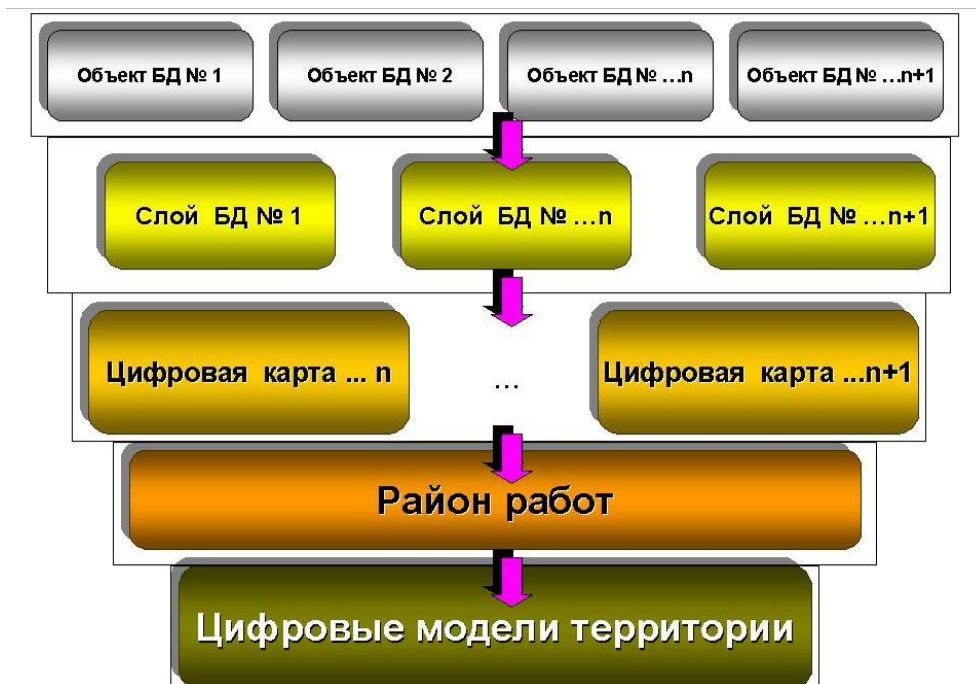 Объект БД № 1
Объект БД № 2
Объект БД № ...n
Объект БД № ...n+1
Слой БД № 1
Слой БД № ...n
Слой БД № ...n+1
Цифровая карта ... n
...
Цифровая карта ...n+1
Район работ
Цифровые модели территории